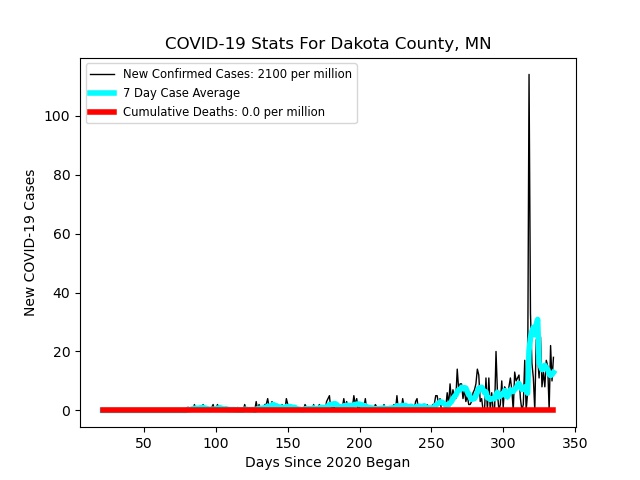 COVID-19 Stats For Dakota County, MN
New Confirmed Cases: 2100 per million
7 Day Case Average
Cumulative Deaths: 0.0 per million
New COVID-19 Cases
100
80
60
40
20
0
50
100
150
200
250
300
350
Days Since 2020 Began